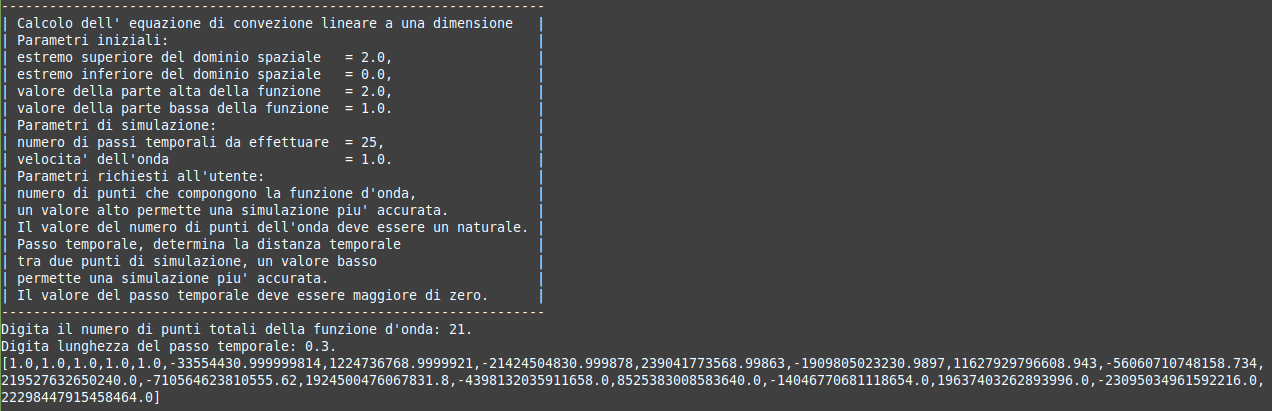 --------------------------------------------------------------------
| Calcolo dell' equazione di convezione lineare a una dimensione   |
| Parametri iniziali:                                              |
| estremo superiore del dominio spaziale   = 2.0,                  |
| estremo inferiore del dominio spaziale   = 0.0,                  |
| valore della parte alta della funzione   = 2.0,                  |
| valore della parte bassa della funzione  = 1.0.                  |
| Parametri di simulazione:                                        |
| numero di passi temporali da effettuare  = 25,                   |
| velocita' dell'onda                      = 1.0.                  |
| Parametri richiesti all'utente:                                  |
| numero di punti che compongono la funzione d'onda,               |
| un valore alto permette una simulazione piu' accurata.           |
| Il valore del numero di punti dell'onda deve essere un naturale. |
| Passo temporale, determina la distanza temporale                 |
| tra due punti di simulazione, un valore basso                    |
| permette una simulazione piu' accurata.                          |
| Il valore del passo temporale deve essere maggiore di zero.      |
--------------------------------------------------------------------
Digita il numero di punti totali della funzione d'onda: 21.
Digita lunghezza del passo temporale: 0.3.
[1.0,1.0,1.0,1.0,1.0,-33554430.999999814,1224736768.9999921,-21424504830.999878,239041773568.99863,-1909805023230.9897,11627929796608.943,-56060710748158.734,
219527632650240.0,-710564623810555.62,1924500476067831.8,-4398132035911658.0,8525383008583640.0,-14046770681118654.0,19637403262893996.0,-23095034961592216.0,
22298447915458464.0]